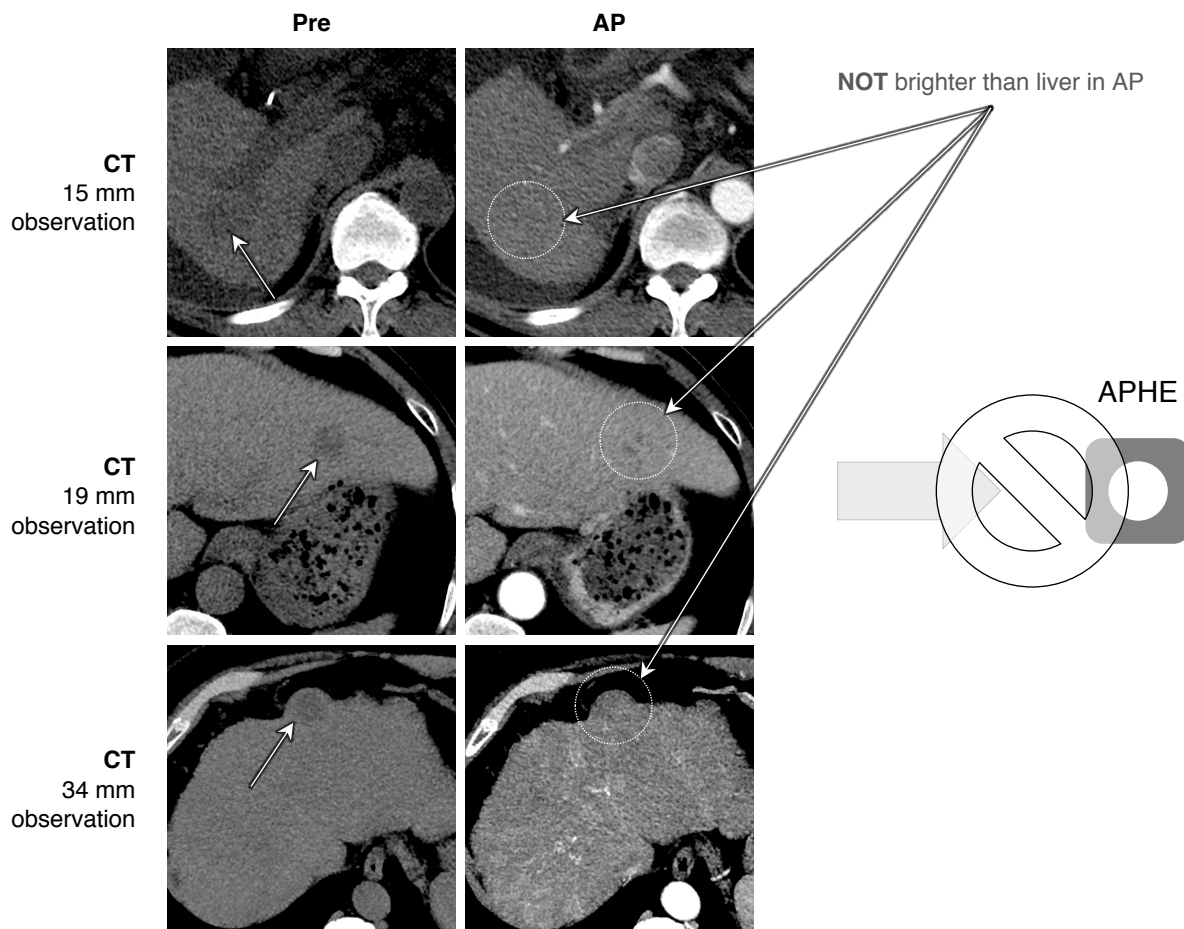 Pre
AP
NOT brighter than liver in AP
CT
15 mm
observation
APHE
CT
19 mm
observation
CT
34 mm
observation